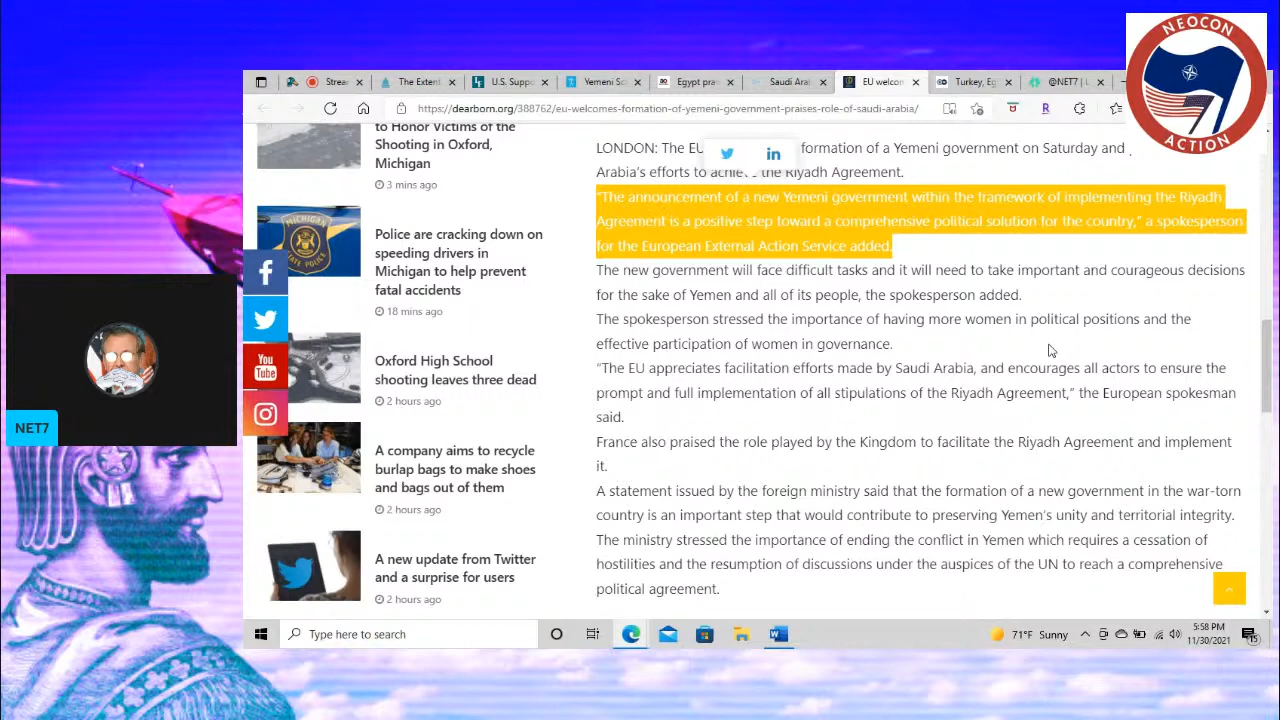 NEOCON
ACTION
Strea
The Extent
U.S. Suppo
Yemeni So
Egypt prai
Saudi Arai
EU welcon
Turkey, Eg
@NET7 | L
https://dearborn.org/388762/eu-welcomes-formation-of-yemeni-government-praises-role-of-saudi-arabia/
to Honor Victims of the
Shooting in Oxford,
Michigan
3 mins ago
Police are cracking down on
speeding drivers in
Michigan to help prevent
fatal accidents
18 mins ago
Oxford High School
shooting leaves three dead
2 hours ago
A company aims to recycle
burlap bags to make shoes
and bags out of them
2 hours ago
A new update from Twitter
and a surprise for users
2 hours ago
You
Tube
LONDON: The EU formation of a Yemeni government on Saturday and
Arabia's efforts to achieve the Riyadh Agreement.
"The announcement of a new Yemeni government within the framework of implementing the Riyadh
Agreement is a positive step toward a comprehensive political solution for the country," a spokesperson
for the European External Action Service added.
The new government will face difficult tasks and it will need to take important and courageous decisions
for the sake of Yemen and all of its people, the spokesperson added.
The spokesperson stressed the importance of having more women in political positions and the
effective participation of women in governance.
"The EU appreciates facilitation efforts made by Saudi Arabia, and encourages all actors to ensure the
prompt and full implementation of all stipulations of the Riyadh Agreement," the European spokesman
said.
France also praised the role played by the Kingdom to facilitate the Riyadh Agreement and implement
it.
A statement issued by the foreign ministry said that the formation of a new government in the war-torn
country is an important step that would contribute to preserving Yemen's unity and territorial integrity.
The ministry stressed the importance of ending the conflict in Yemen which requires a cessation of
hostilities and the resumption of discussions under the auspices of the UN to reach a comprehensive
political agreement.
NET7
Type here to search
71°F Sunny
5:58 PM
11/30/2021
15